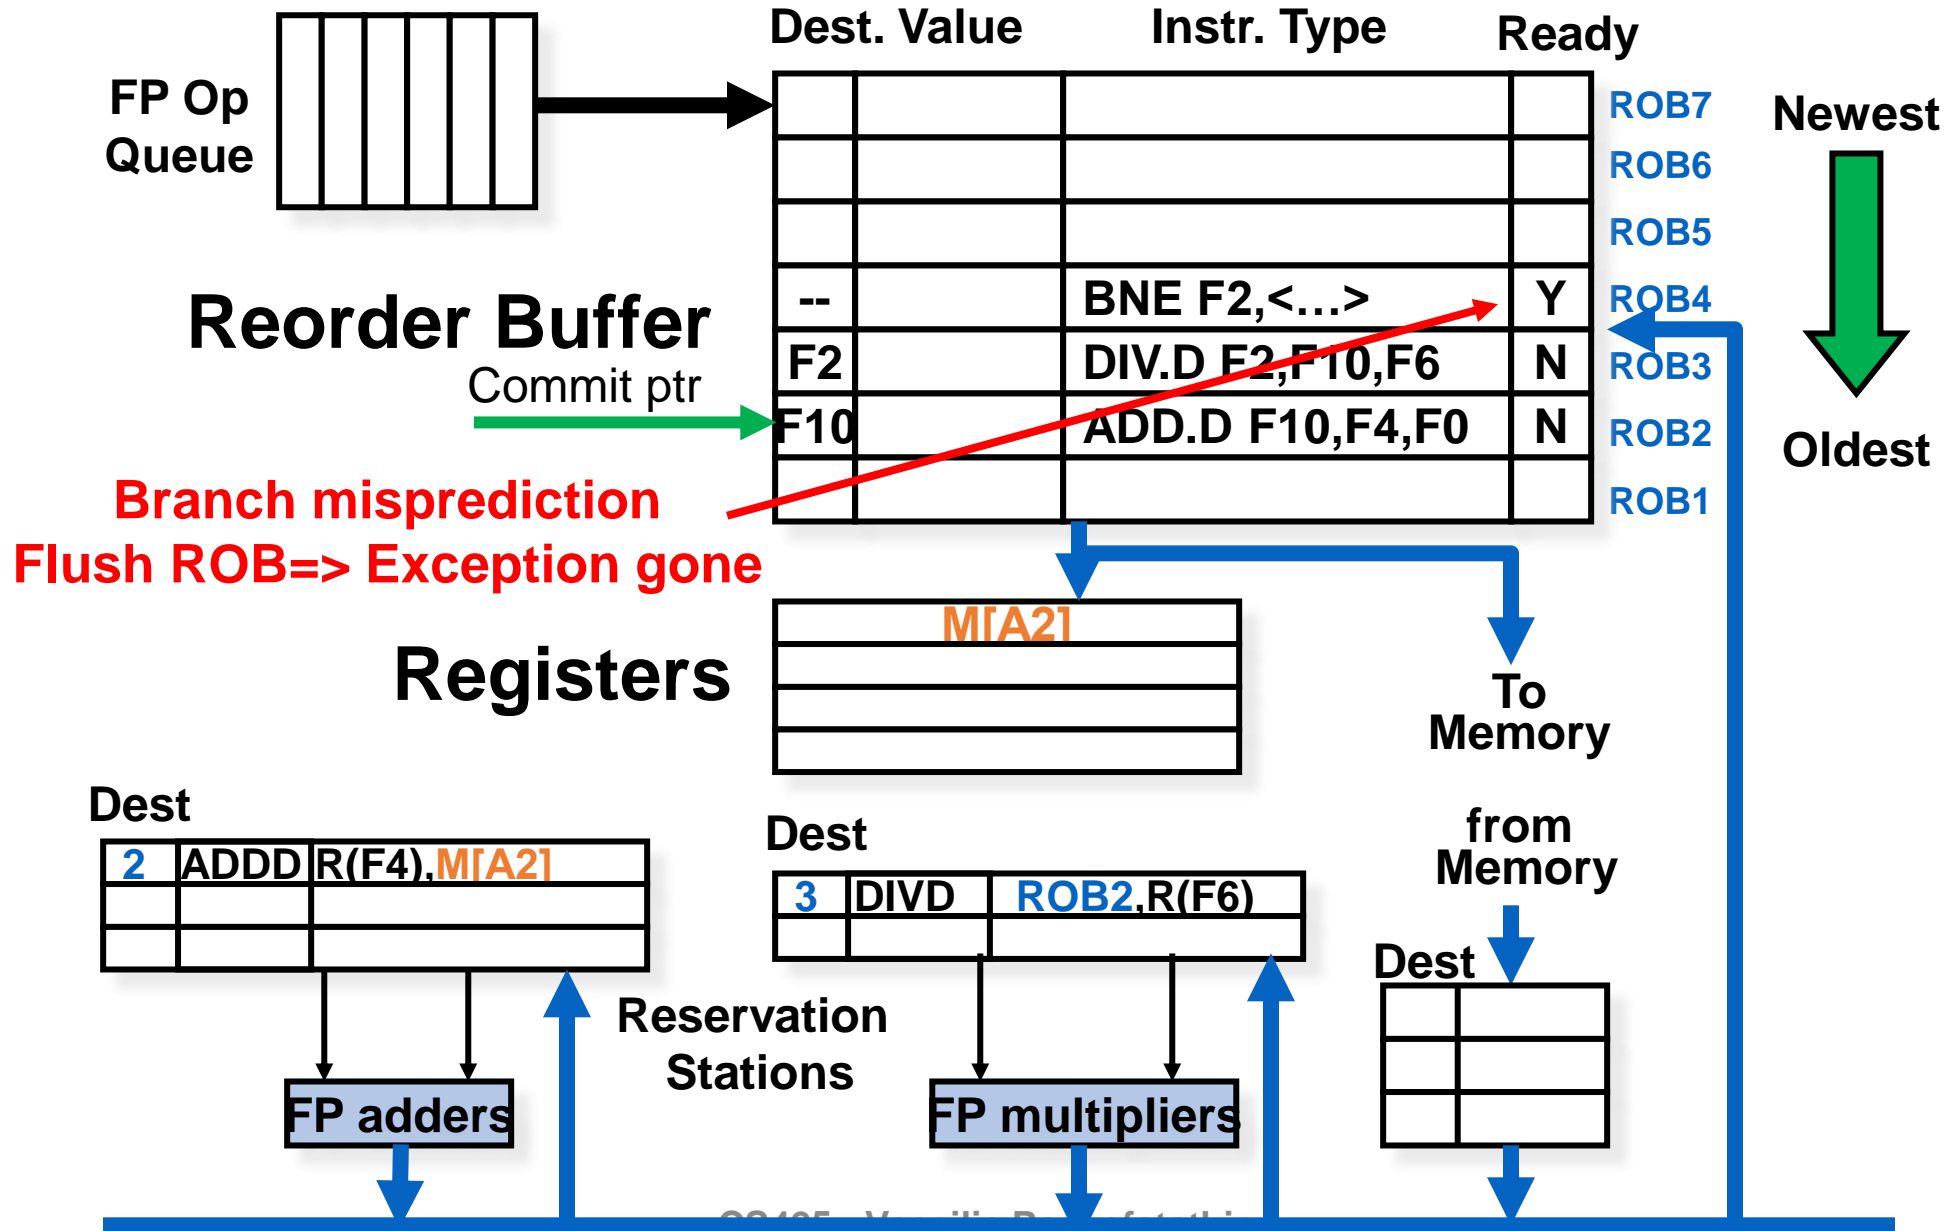 Dest. Value Instr. Type Ready
FP Op
Queue
ROB7
Newest
ROB6
ROB5
Reorder Buffer
-- BNE F2,<...> Y ROB4
F2 DIV.D F2,F10,F6 N ROB3
Commit ptr
F10 ADD.D F10,F4,F0 N ROB2
Oldest
ROB1
Branch misprediction
Flush ROB=> Exception gone
M[A2]
Registers
To
Memory
Dest
2 ADDD R(F4),M[A2]
Dest
3 DIVD ROB2,R(F6)
from
Memory
Dest
Reservation
Stations
FP adders
FP multipliers